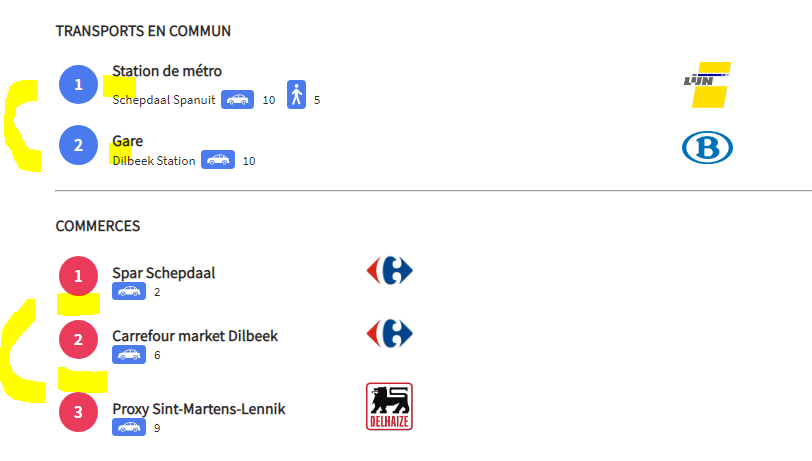 TRANSPORTS EN COMMUN
1 Station de métro
LIJN
Schepdaal Spanuit 10 5
2 Gare
B
Dilbeek Station 10
COMMERCES
1 Spar Schepdaal
2
2 Carrefour market Dilbeek
6
3 Proxy Sint-Martens-Lennik
DELHAIZE
9